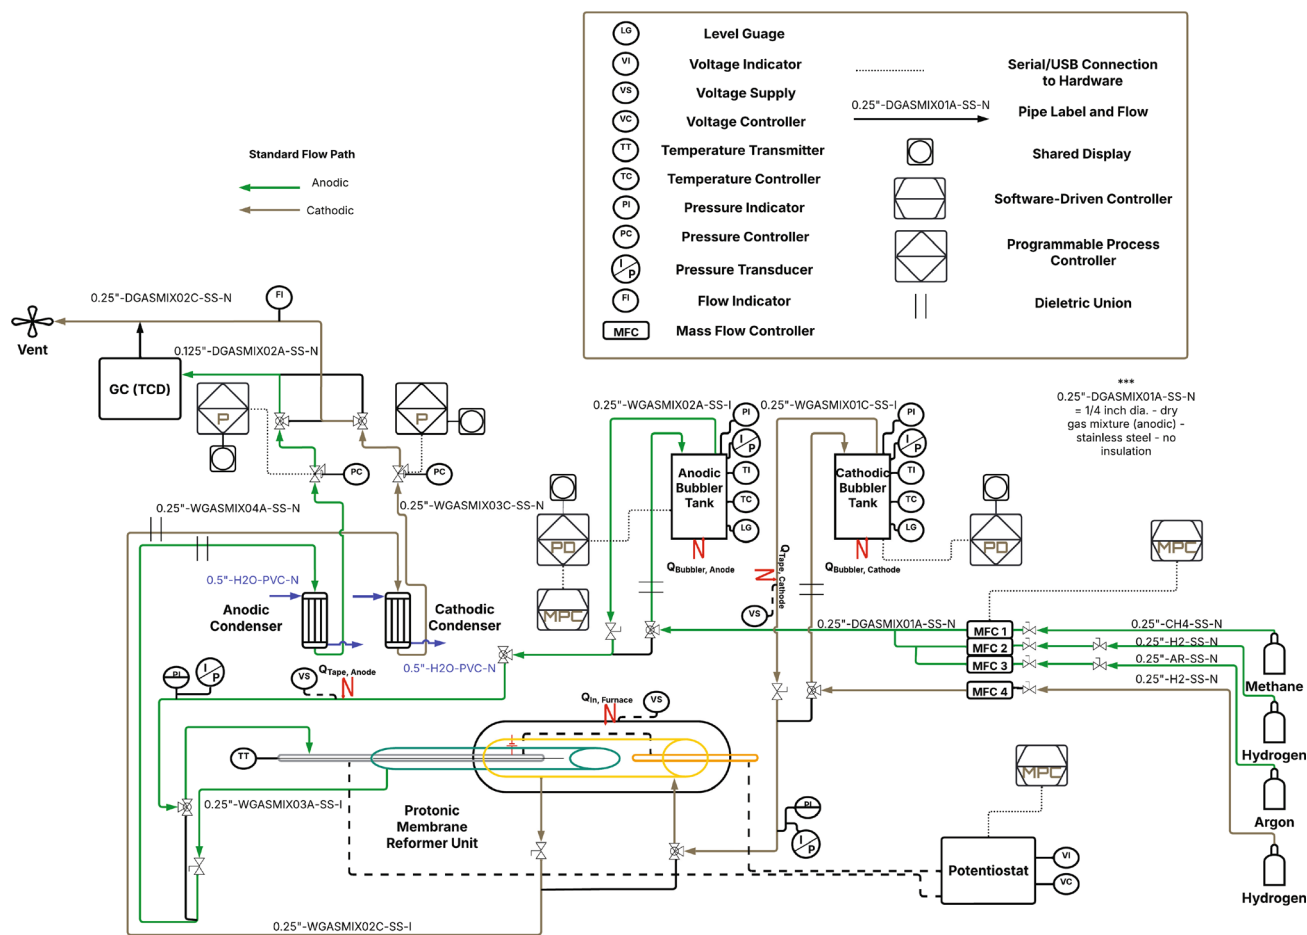 LG
Level Guage
VI
Voltage Indicator
VS
Voltage Supply
VC
Voltage Controller
TT
Temperature Transmitter
TC
Temperature Controller
PI
Pressure Indicator
PC
Pressure Controller
I/P
Pressure Transducer
FI
Flow Indicator
MFC
Mass Flow Controller
Serial/USB Connection
to Hardware
0.25"-DGASMIX01A-SS-N
Pipe Label and Flow
Shared Display
Software-Driven Controller
Programmable Process
Controller
Dieletric Union
Standard Flow Path
Anodic
Cathodic
0.25"-DGASMIX02C-SS-N
FI
Vent
0.125"-DGASMIX02A-SS-N
GC (TCD)
P
P
PC
PC
***
0.25"-DGASMIX01A-SS-N
= 1/4 inch dia. - dry
gas mixture (anodic) -
stainless steel - no
insulation
0.25"-WGASMIX02A-SS-I
0.25"-WGASMIX01C-SS-I
PI
I/P
TI
TC
LG
Anodic
Bubbler
Tank
PI
I/P
TI
TC
LG
Cathodic
Bubbler
Tank
N
QBubbler, Anode
N
QBubbler, Cathode
N
QTape, Cathode
VS
PD
MPC
PD
MPC
0.25"-WGASMIX04A-SS-N
0.25"-WGASMIX03C-SS-N
0.5"-H2O-PVC-N
Anodic
Condenser
Cathodic
Condenser
0.5"-H2O-PVC-N
0.25"-DGASMIX01A-SS-N
MFC 1
MFC 2
MFC 3
MFC 4
0.25"-CH4-SS-N
0.25"-H2-SS-N
0.25"-AR-SS-N
0.25"-H2-SS-N
Methane
Hydrogen
Argon
Hydrogen
PI
I/P
VS
QTape, Anode
N
QIn, Furnace
N
VS
TT
0.25"-WGASMIX03A-SS-I
Protonic
Membrane
Reformer Unit
PI
I/P
MPC
Potentiostat
VI
VC
0.25"-WGASMIX02C-SS-I